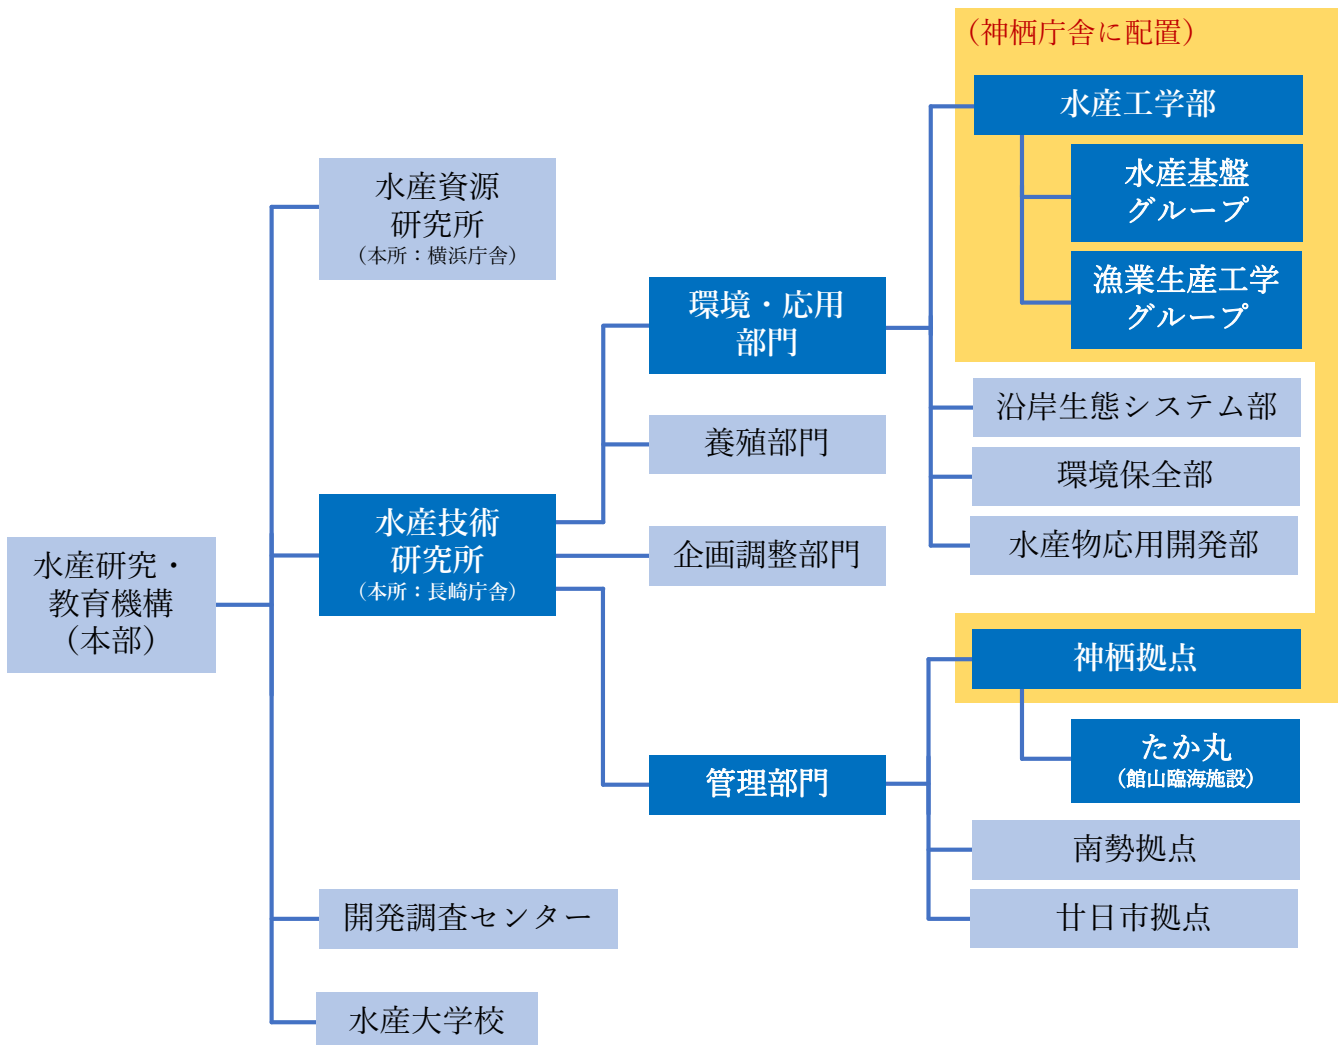 水産研究・
教育機構
（本部）
水産資源
研究所
（本所：横浜庁舎）
水産技術
研究所
（本所：長崎庁舎）
開発調査センター
水産大学校
環境・応用
部門
養殖部門
企画調整部門
管理部門
（神栖庁舎に配置）
水産工学部
水産基盤
グループ
漁業生産工学
グループ
沿岸生態システム部
環境保全部
水産物応用開発部
神栖拠点
たか丸
（館山臨海施設）
南勢拠点
廿日市拠点